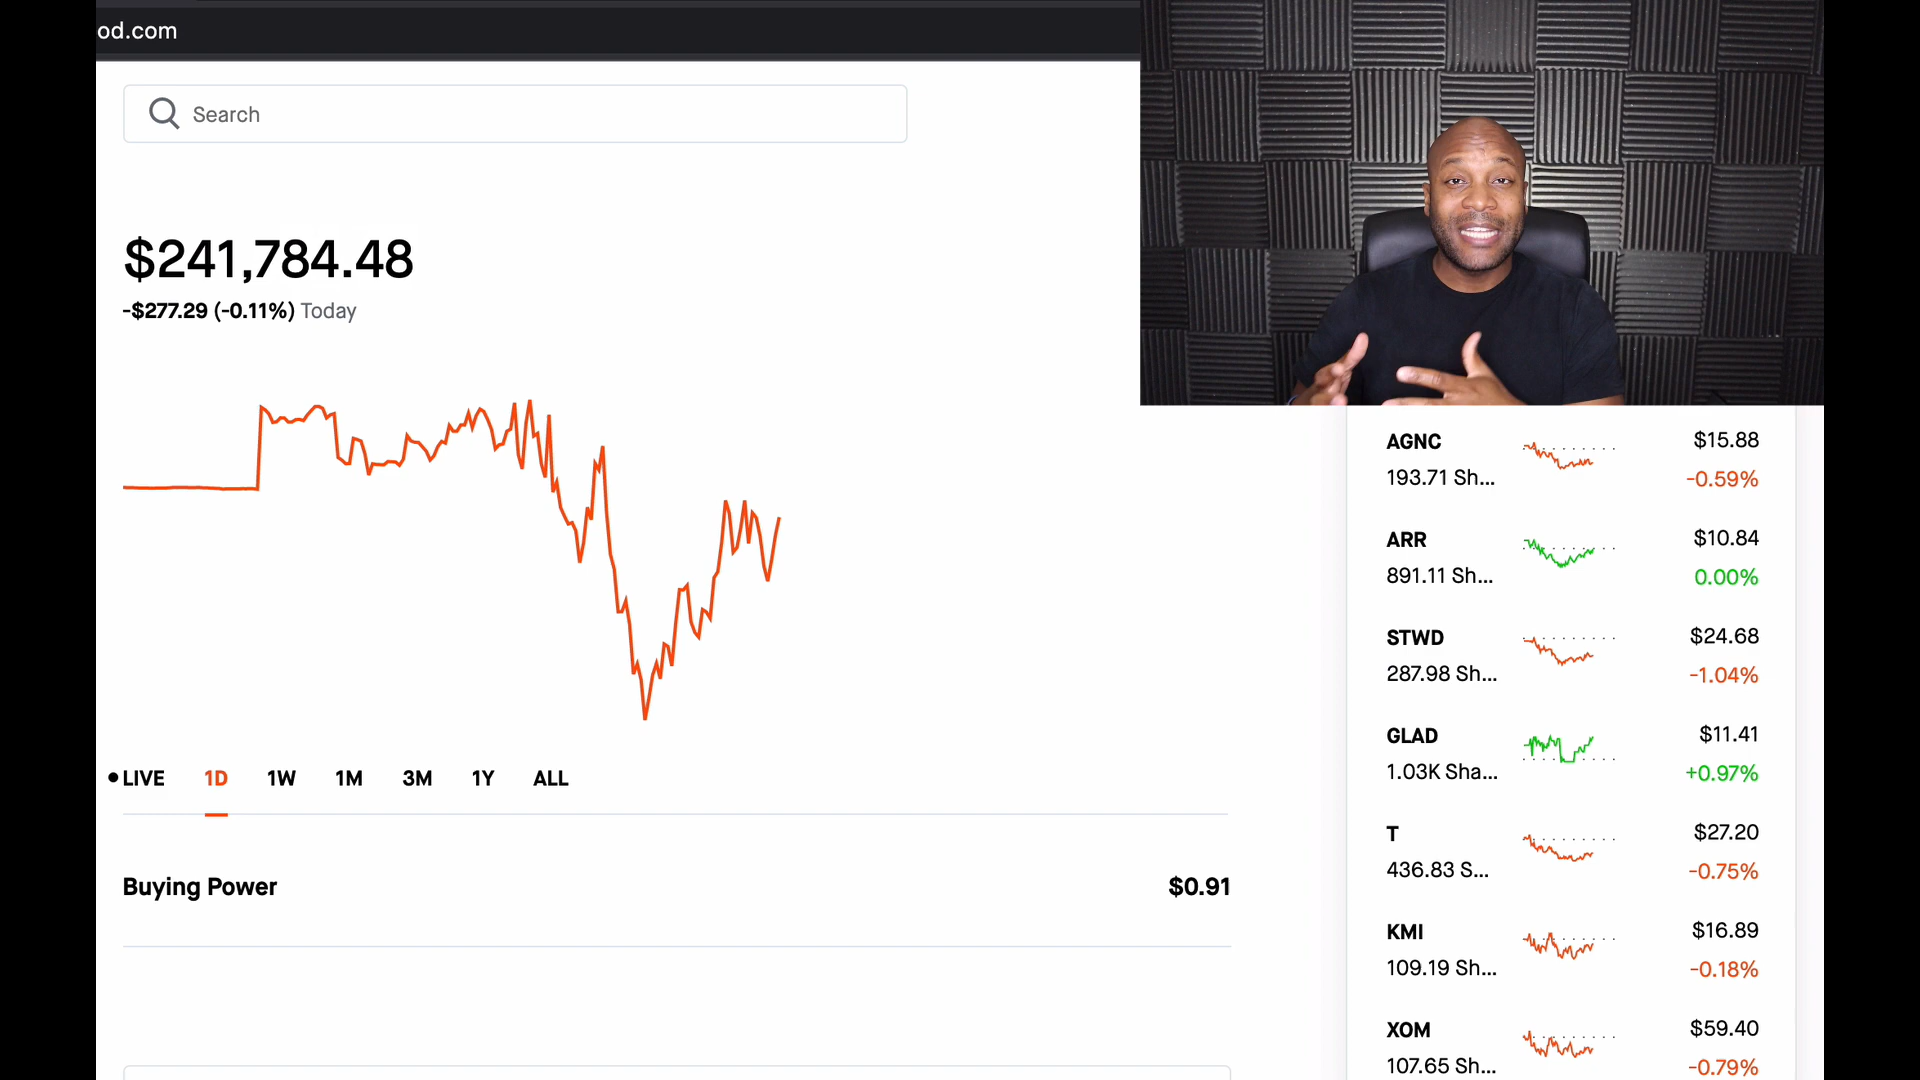 od.com
Search
$241,784.48
-$277.29 (-0.11%) Today
LIVE 1D 1W 1M 3M 1Y ALL
Buying Power $0.91
AGNC $15.88
193.71 Sh... -0.59%
ARR $10.84
891.11 Sh... 0.00%
STWD $24.68
287.98 Sh... -1.04%
GLAD $11.41
1.03K Sha... +0.97%
T $27.20
436.83 S... -0.75%
KMI $16.89
109.19 Sh... -0.18%
XOM $59.40
107.65 Sh... -0.79%